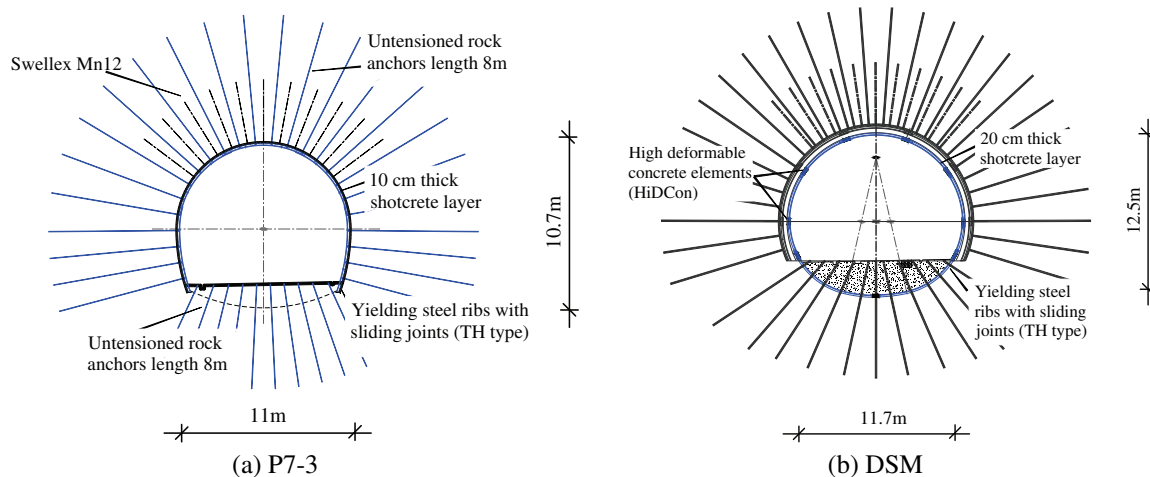 Untensioned rock
anchors length 8m
Swellex Mn12
10 cm thick
shotcrete layer
10.7m
Yielding steel ribs with
sliding joints (TH type)
Untensioned rock
anchors length 8m
11m
(a) P7-3
High deformable
concrete elements
(HiDCon)
20 cm thick
shotcrete layer
12.5m
Yielding steel
ribs with sliding
joints (TH type)
11.7m
(b) DSM